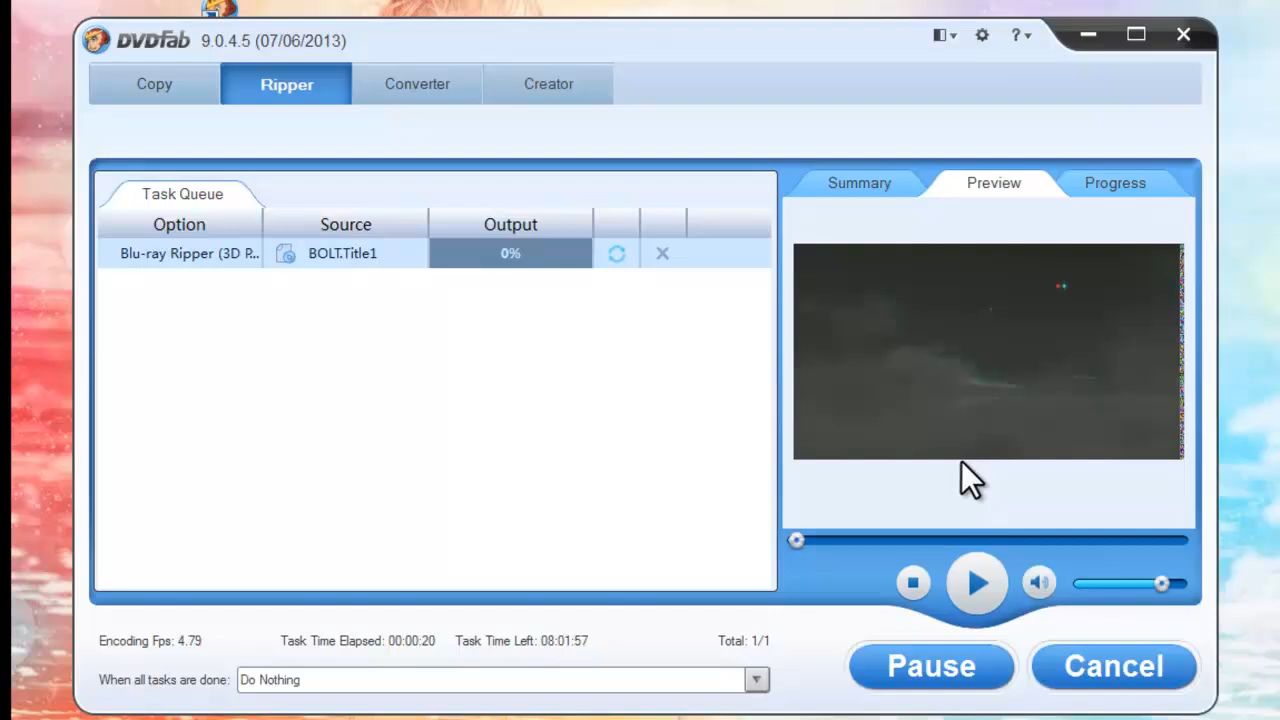 DVDFab 9.0.4.5 (07/06/2013) ?
Copy Ripper Converter Creator
Task Queue
Option Source Output
Blu-ray Ripper (3D P... BOLT.Title1 0%
Summary Preview Progress
Encoding Fps: 4.79 Task Time Elapsed: 00:00:20 Task Time Left: 08:01:57 Total: 1/1
When all tasks are done: Do Nothing
Pause Cancel